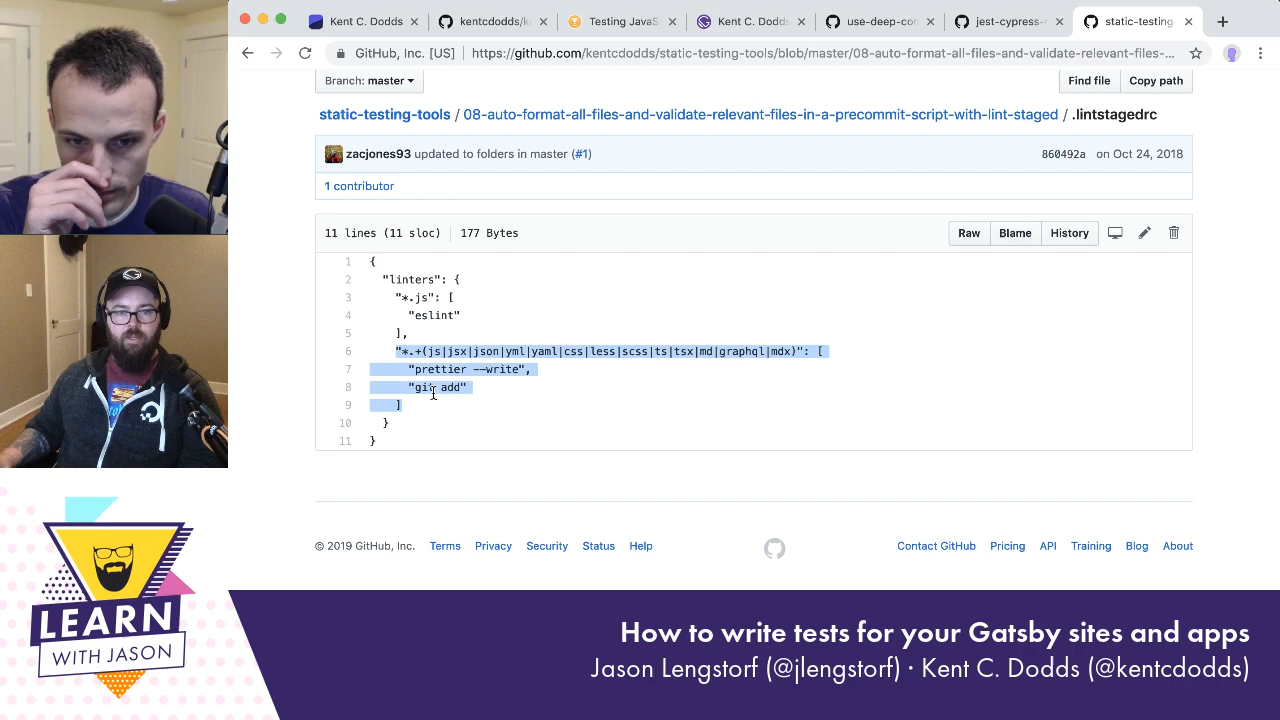 Kent C. Dodds
kentcdodds/k
Testing JavaS
Kent C. Dodds
use-deep-con
jest-cypress-
static-testing-
GitHub, Inc. [US]
https://github.com/kentcdodds/static-testing-tools/blob/master/08-auto-format-all-files-and-validate-relevant-files-...
Branch: master
Find file
Copy path
static-testing-tools / 08-auto-format-all-files-and-validate-relevant-files-in-a-precommit-script-with-lint-staged / .lintstagedrc
zacjones93 updated to folders in master (#1)
860492a on Oct 24, 2018
1 contributor
11 lines (11 sloc)
177 Bytes
Raw
Blame
History
1 {
2 "linters": {
3 "*.js": [
4 "eslint"
5 ],
6 "*.+(js|jsx|json|yml|yaml|css|less|scss|ts|tsx|md|graphql|mdx)": [
7 "prettier --write",
8 "git add"
9 ]
10 }
11 }
© 2019 GitHub, Inc.
Terms
Privacy
Security
Status
Help
Contact GitHub
Pricing
API
Training
Blog
About
LEARN
WITH JASON
How to write tests for your Gatsby sites and apps
Jason Lengstorf (@jlengstorf) · Kent C. Dodds (@kentcdodds)